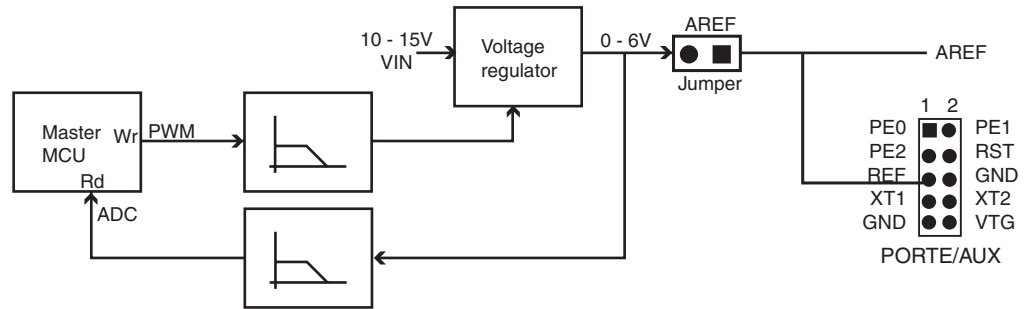 AREF
10 - 15V
VIN
Voltage
regulator
0 - 6V
AREF
Jumper
Master
MCU
Wr
PWM
Rd
ADC
1 2
PE0 PE1
PE2 RST
REF GND
XT1 XT2
GND VTG
PORTE/AUX